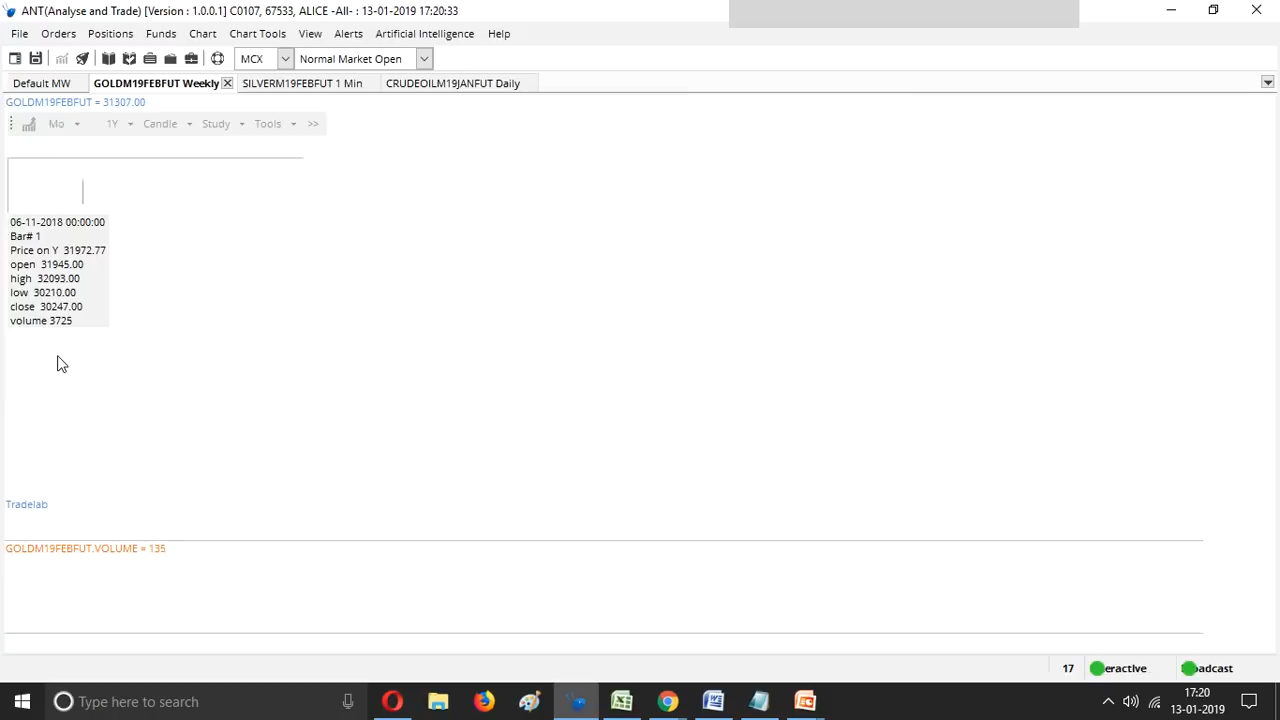 ANT(Analyse and Trade) [Version : 1.0.0.1] C0107, 67533, ALICE -All- : 13-01-2019 17:20:33
File Orders Positions Funds Chart Chart Tools View Alerts Artificial Intelligence Help
MCX Normal Market Open
Default MW GOLDM19FEBFUT Weekly SILVERM19FEBFUT 1 Min CRUDEOILM19JANFUT Daily
GOLDM19FEBFUT = 31307.00
Mo 1Y Candle Study Tools >>
06-11-2018 00:00:00
Bar# 1
Price on Y 31972.77
open 31945.00
high 32093.00
low 30210.00
close 30247.00
volume 3725
Tradelab
GOLDM19FEBFUT.VOLUME = 135
17 eractive adcast
Type here to search
17:20
13-01-2019